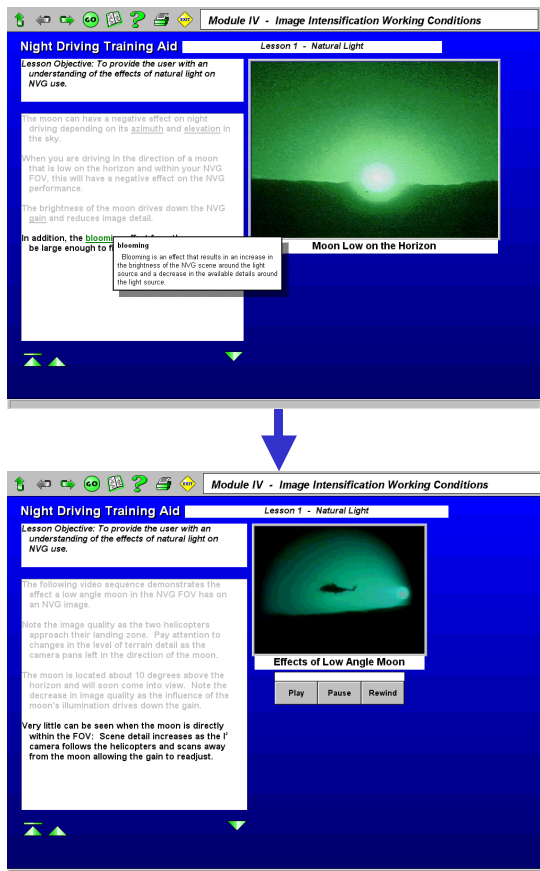 GO
?
EXIT
Module IV - Image Intensification Working Conditions
Night Driving Training Aid
Lesson 1 - Natural Light
Lesson Objective: To provide the user with an
understanding of the effects of natural light on
NVG use.
The moon can have a negative effect on night
driving depending on its azimuth and elevation in
the sky.
When you are driving in the direction of a moon
that is low on the horizon and within your NVG
FOV, this will have a negative effect on the NVG
performance.
The brightness of the moon drives down the NVG
gain and reduces image detail.
In addition, the blooming
be large enough to
blooming
Blooming is an effect that results in an increase in
the brightness of the NVG scene around the light
source and a decrease in the available details around
the light source.
Moon Low on the Horizon
GO
?
EXIT
Module IV - Image Intensification Working Conditions
Night Driving Training Aid
Lesson 1 - Natural Light
Lesson Objective: To provide the user with an
understanding of the effects of natural light on
NVG use.
The following video sequence demonstrates the
effect a low angle moon in the NVG FOV has on
an NVG image.
Note the image quality as the two helicopters
approach their landing zone. Pay attention to
changes in the level of terrain detail as the
camera pans left in the direction of the moon.
The moon is located about 10 degrees above the
horizon and will soon come into view. Note the
decrease in image quality as the influence of the
moon's illumination drives down the gain.
Very little can be seen when the moon is directly
within the FOV: Scene detail increases as the I²
camera follows the helicopters and scans away
from the moon allowing the gain to readjust.
Effects of Low Angle Moon
Play Pause Rewind